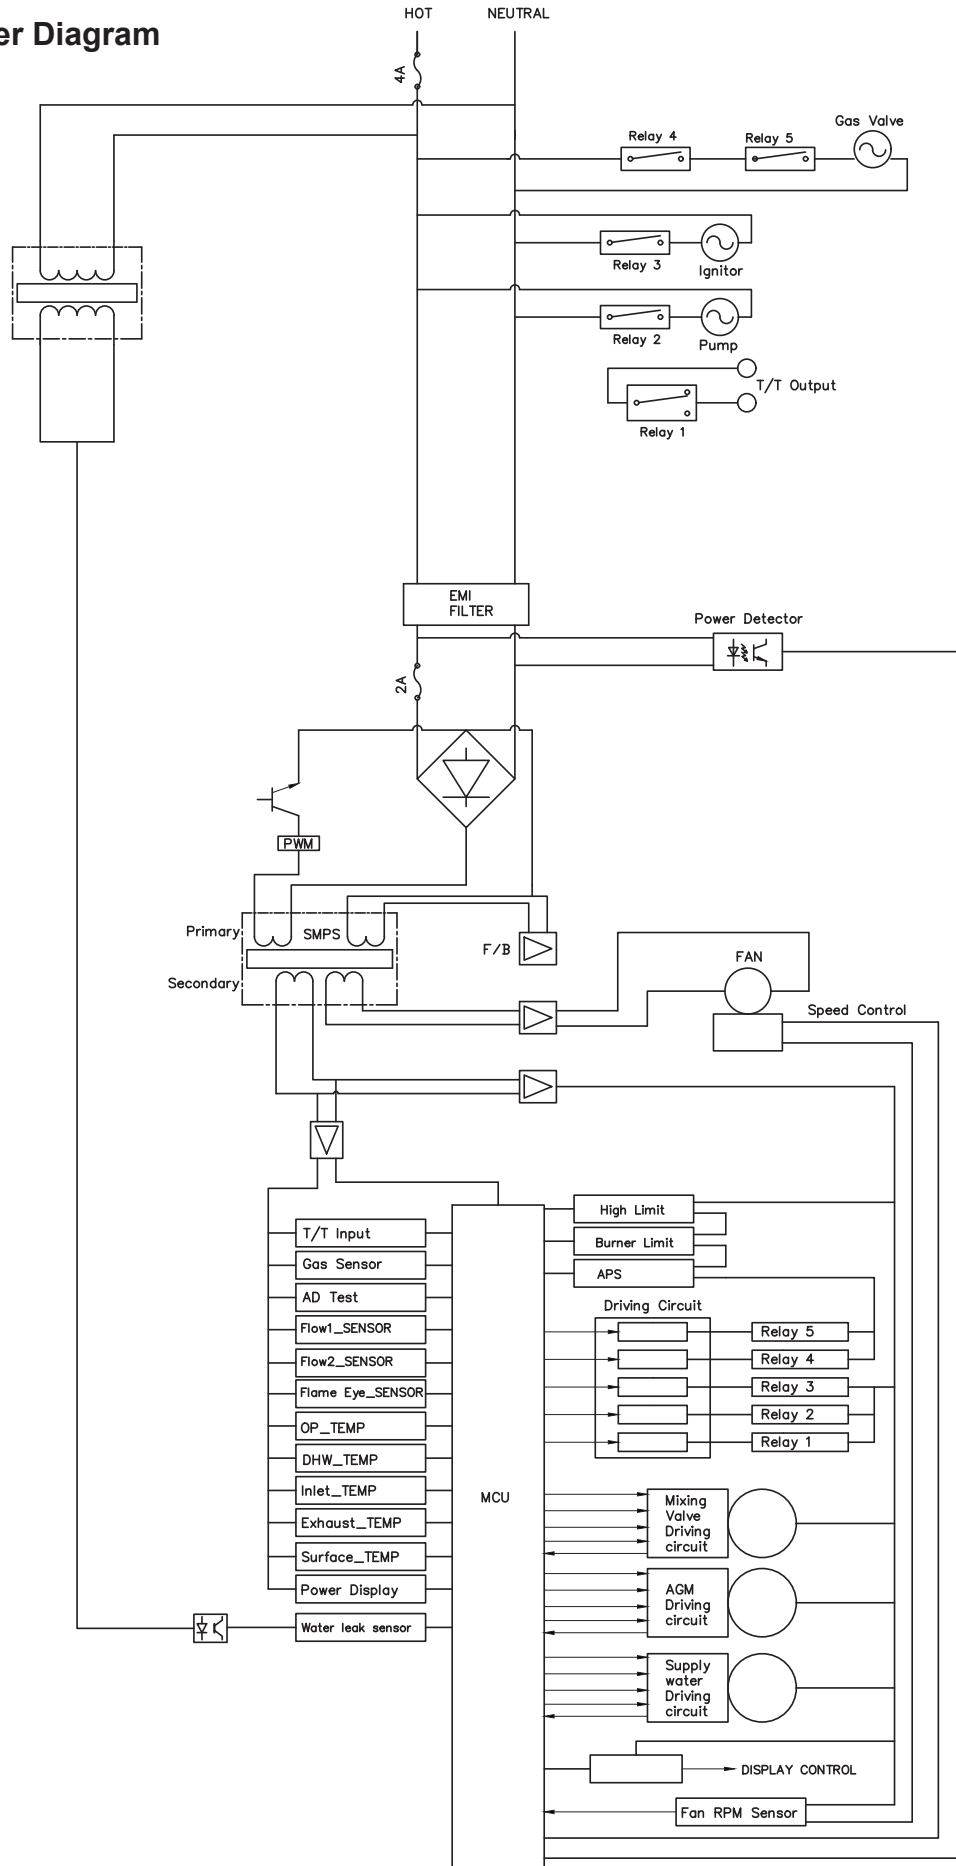 er Diagram
HOT
NEUTRAL
4A
Gas Valve
Relay 4
Relay 5
Relay 3
Ignitor
Relay 2
Pump
T/T Output
Relay 1
EMI
FILTER
Power Detector
2A
PWM
Primary
SMPS
F/B
Secondary
FAN
Speed Control
T/T Input
Gas Sensor
AD Test
Flow1_SENSOR
Flow2_SENSOR
Flame Eye_SENSOR
OP_TEMP
DHW_TEMP
Inlet_TEMP
Exhaust_TEMP
Surface_TEMP
Power Display
Water leak sensor
MCU
High Limit
Burner Limit
APS
Driving Circuit
Relay 5
Relay 4
Relay 3
Relay 2
Relay 1
Mixing
Valve
Driving
circuit
AGM
Driving
circuit
Supply
water
Driving
circuit
DISPLAY CONTROL
Fan RPM Sensor